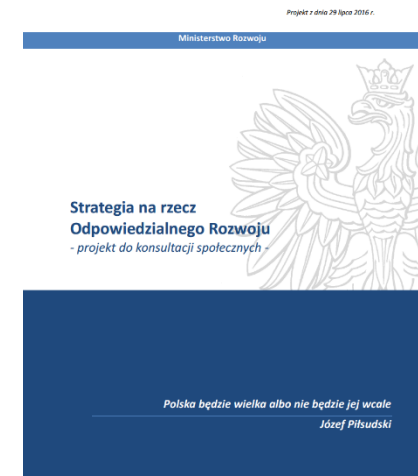 Projekt z dnia 29 lipca 2016 r.
Ministerstwo Rozwoju
Strategia na rzecz
Odpowiedzialnego Rozwoju
- projekt do konsultacji społecznych -
Polska będzie wielka albo nie będzie jej wcale
Józef Piłsudski